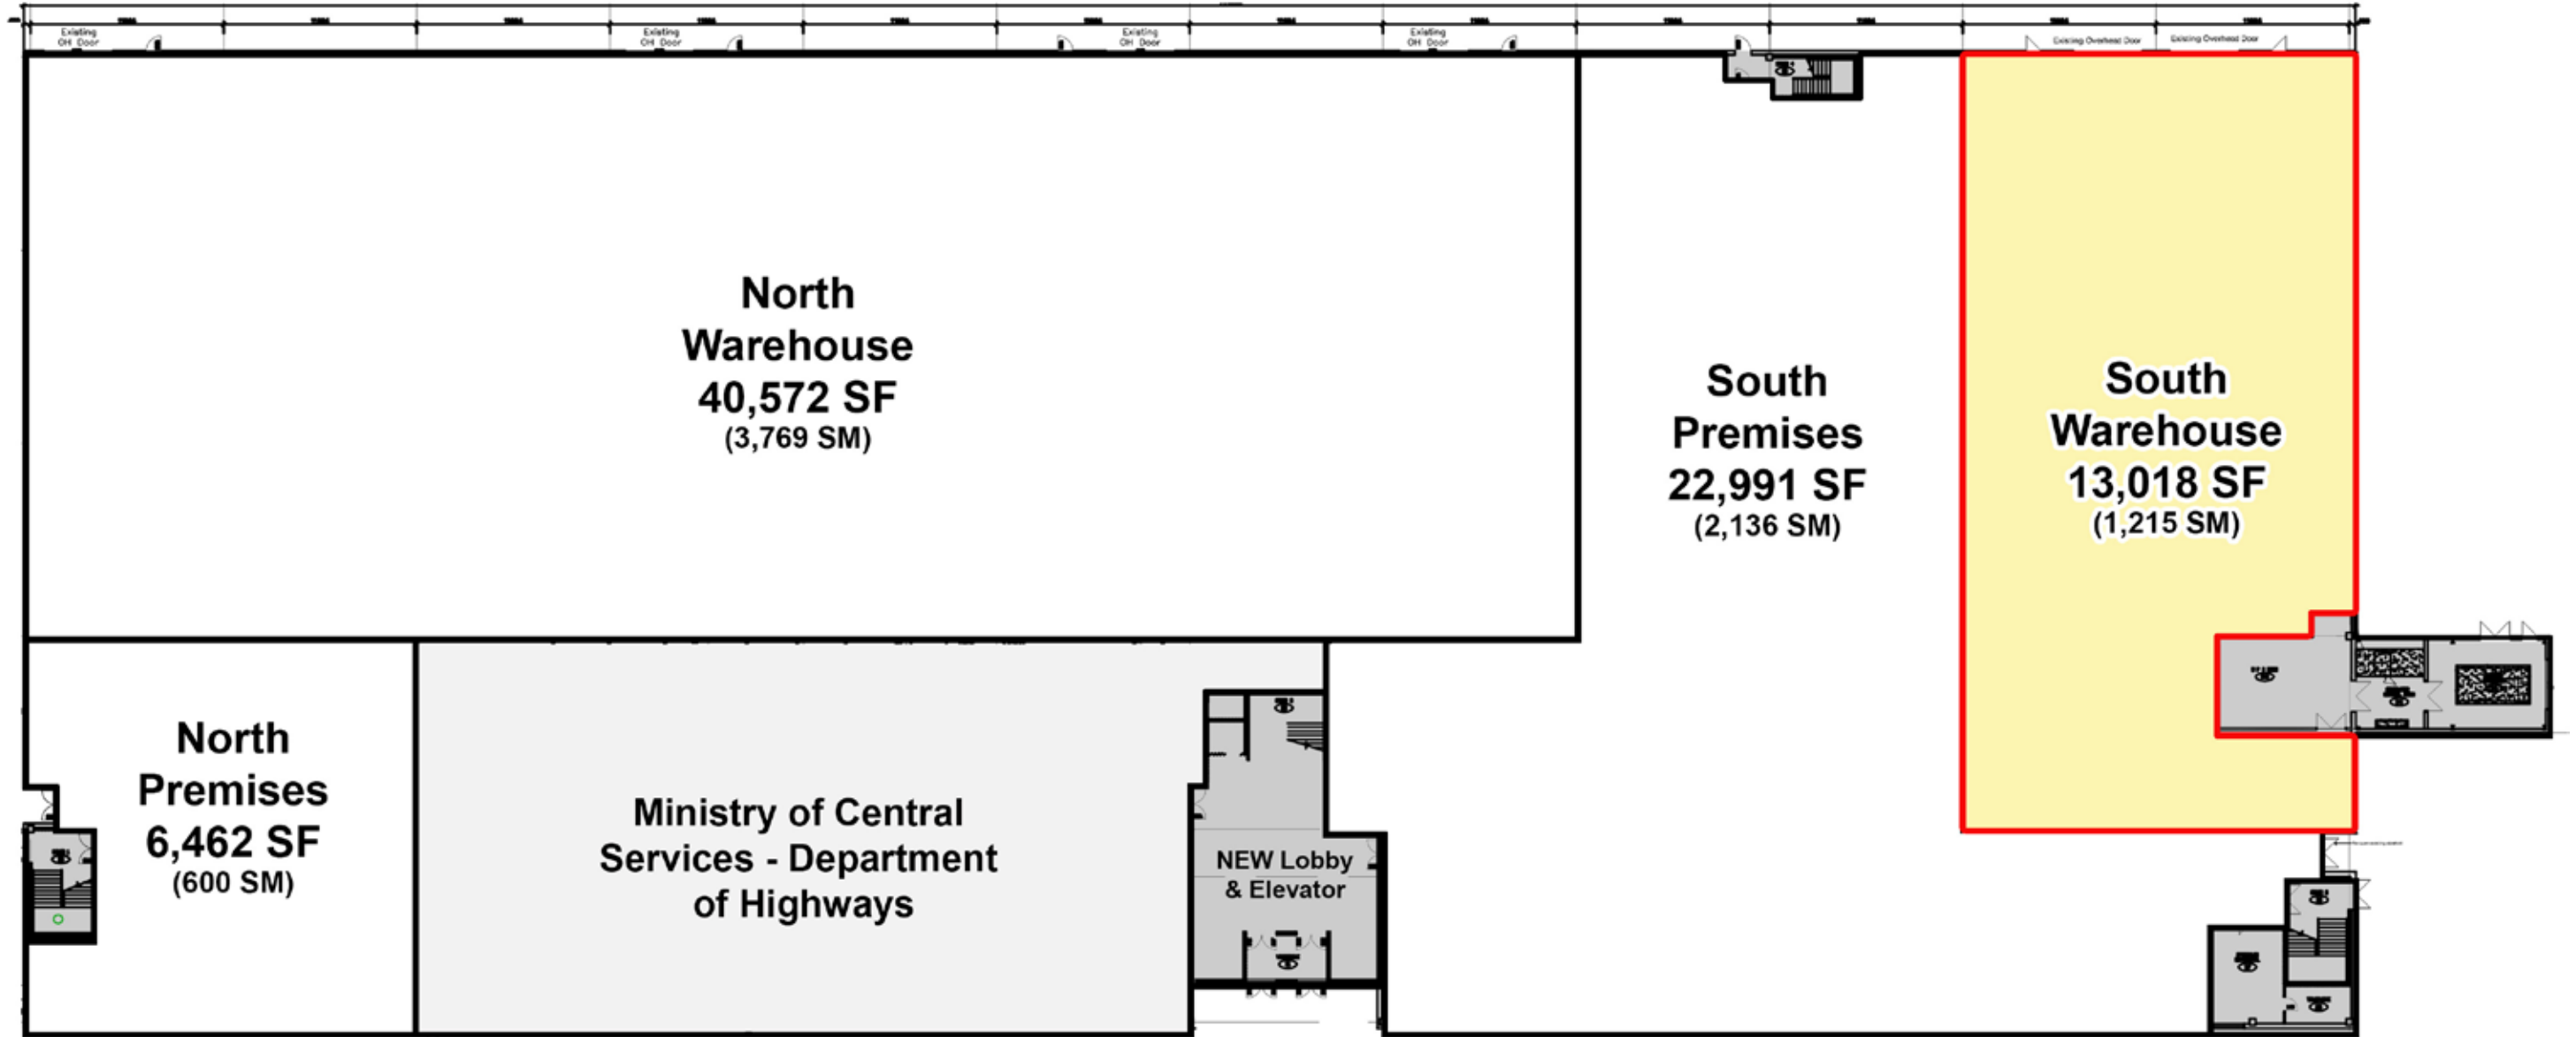 Existing
OH Door
Existing
OH Door
Existing
OH Door
Existing
OH Door
Existing Overhead Door
Existing Overhead Door
North
Warehouse
40,572 SF
(3,769 SM)
South
Premises
22,991 SF
(2,136 SM)
South
Warehouse
13,018 SF
(1,215 SM)
North
Premises
6,462 SF
(600 SM)
Ministry of Central
Services - Department
of Highways
NEW Lobby
& Elevator